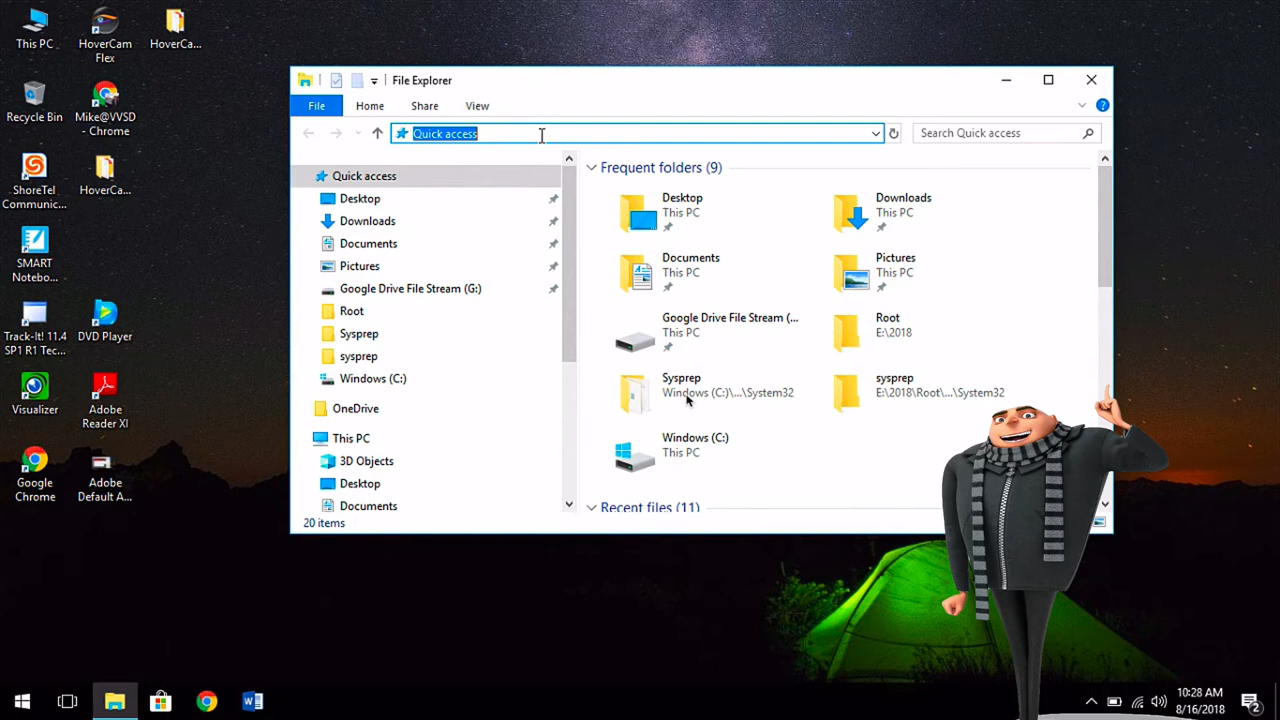 This PC
HoverCam
Flex
HoverCa...
Recycle Bin
Mike@VVSD
- Chrome
ShoreTel
Communic...
HoverCa...
SMART
Notebo...
Track-It! 11.4
SP1 R1 Tec...
DVD Player
Visualizer
Adobe
Reader XI
Google
Chrome
Adobe
Default A...
File Explorer
File
Home
Share
View
Quick access
Search Quick access
Quick access
Desktop
Downloads
Documents
Pictures
Google Drive File Stream (G:)
Root
Sysprep
sysprep
Windows (C:)
OneDrive
This PC
3D Objects
Desktop
Documents
20 items
Frequent folders (9)
Desktop
This PC
Downloads
This PC
Documents
This PC
Pictures
This PC
Google Drive File Stream (...
This PC
Root
E:\2018
Sysprep
Windows (C:)\...\System32
sysprep
E:\2018\Root\...\System32
Windows (C:)
This PC
Recent files (11)
10:28 AM
8/16/2018
2